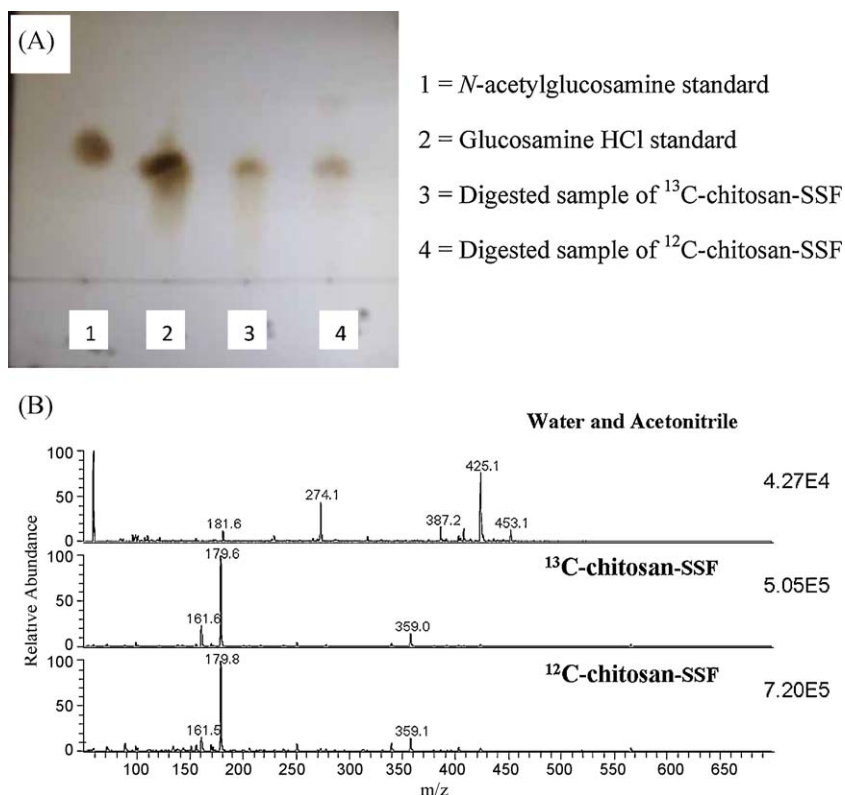 (A)
1 = N-acetylglucosamine standard
2 = Glucosamine HCl standard
3 = Digested sample of ¹³C-chitosan-SSF
4 = Digested sample of ¹²C-chitosan-SSF
1 2 3 4
(B)
Water and Acetonitrile
4.27E4
100
50
0
181.6 274.1 387.2 425.1 453.1
¹³C-chitosan-SSF
5.05E5
100
50
0
161.6 179.6 359.0
¹²C-chitosan-SSF
7.20E5
100
50
0
161.5 179.8 359.1
Relative Abundance
100 150 200 250 300 350 400 450 500 550 600 650
m/z